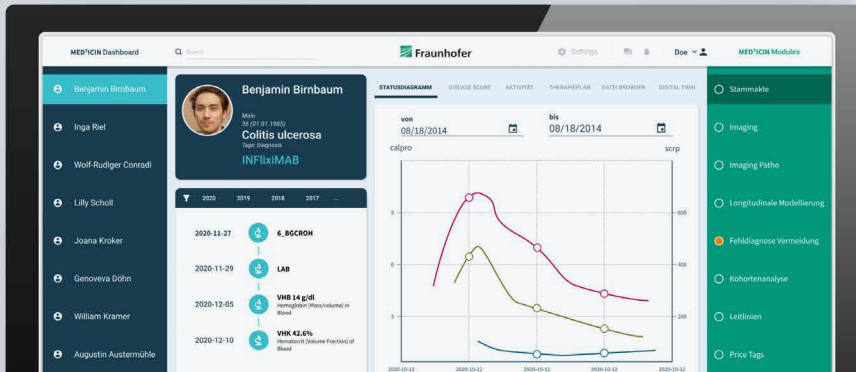 MED²ICIN Dashboard
Search
Fraunhofer
Settings
Doe
MED²ICIN Modules
Benjamin Birnbaum
Inga Riel
Wolf-Rudiger Conradi
Lilly Scholl
Joana Kroker
Genoveva Döhn
William Kramer
Augustin Austermühle
Benjamin Birnbaum
Male
36 (01.01.1985)
Colitis ulcerosa
Tags: Diagnosis
INFlixiMAB
2020 2019 2018 2017 ...
2020-11-27 6_BGCROH
2020-11-29 LAB
2020-12-05 VHB 14 g/dl
Hemoglobin [Mass/volume] in
Blood
2020-12-10 VHK 42.6%
Hematocrit [Volume Fraction] of
Blood
STATUSDIAGRAMM DISEASE SCORE AKTIVITÄT THERAPIEPLAN DATEI BROWSER DIGITAL TWIN
von bis
08/18/2014 08/18/2014
calpro scrp
9 600
6 400
3 200
2020-10-12 2020-10-12 2020-10-12 2020-10-12 2020-10-12
Stammakte
Imaging
Imaging Patho
Longitudinale Modellierung
Fehldiagnose Vermeidung
Kohortenanalyse
Leitlinien
Price Tags